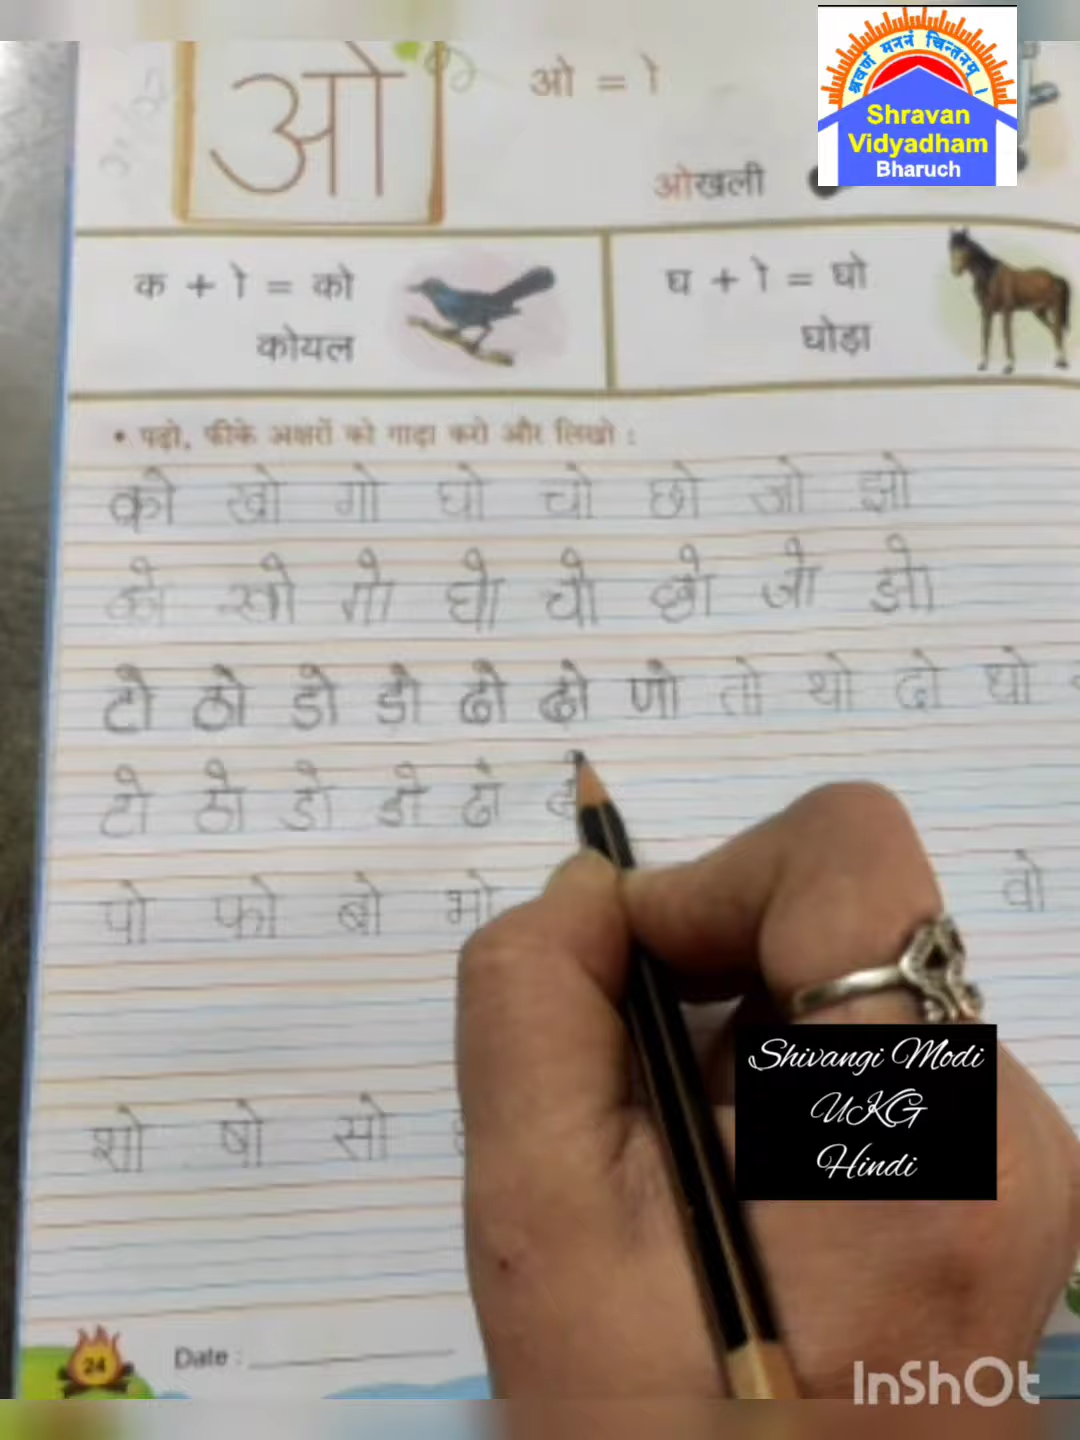 श्रवणं मननं चिन्तनम् ।
Shravan
Vidyadham
Bharuch
ओ
ओ = ो
ओखली
क + ो = को
कोयल
घ + ो = घो
घोड़ा
• पढ़ो, फीके अक्षरों को गाढ़ा करो और लिखो :
को खो गो घो चो छो जो झो
को खो गो घो चो छो जो झो
टो ठो डो ड़ो ढो ढ़ो णो तो थो दो धो
टो ठो डो ड़ो ढो
पो फो बो भो वो
शो षो सो
Shivangi Modi
UKG
Hindi
24
Date :
InShOt